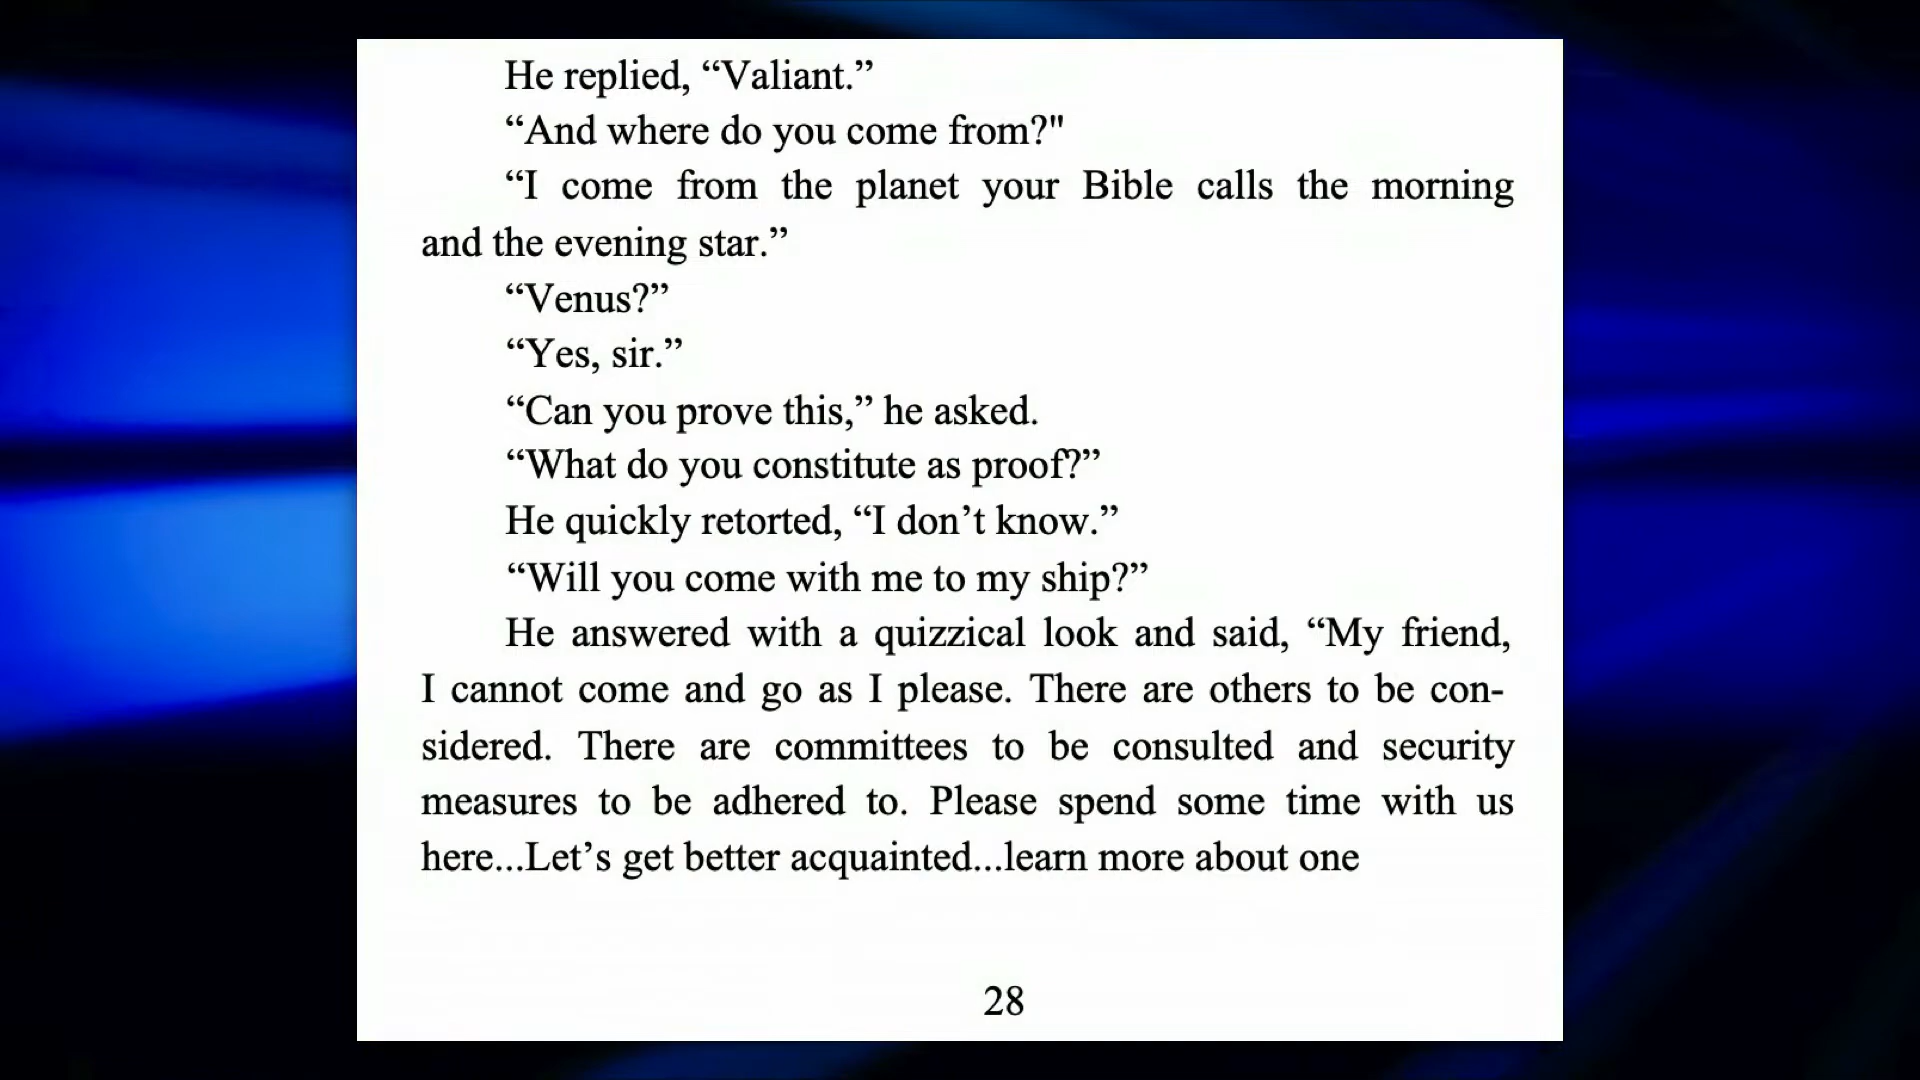 He replied, “Valiant.”
“And where do you come from?"
“I come from the planet your Bible calls the morning
and the evening star.”
“Venus?”
“Yes, sir.”
“Can you prove this,” he asked.
“What do you constitute as proof?”
He quickly retorted, “I don’t know.”
“Will you come with me to my ship?”
He answered with a quizzical look and said, “My friend,
I cannot come and go as I please. There are others to be con-
sidered. There are committees to be consulted and security
measures to be adhered to. Please spend some time with us
here...Let’s get better acquainted...learn more about one
28